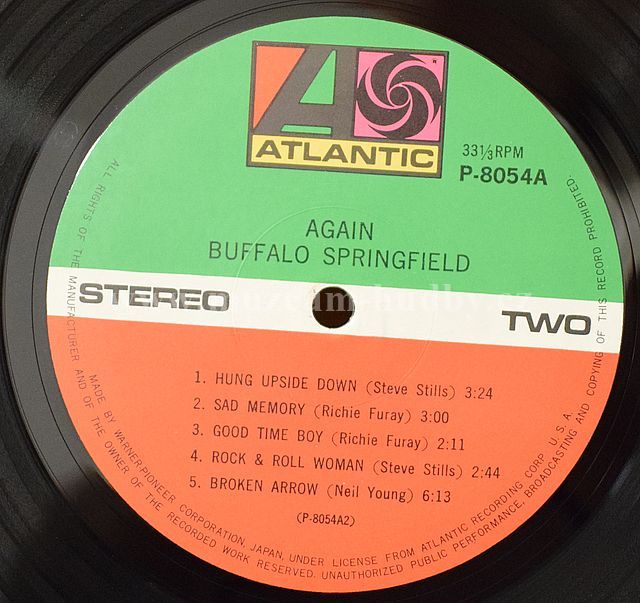 ATLANTIC
®
33⅓ RPM
P-8054A
AGAIN
BUFFALO SPRINGFIELD
STEREO
TWO
1. HUNG UPSIDE DOWN (Steve Stills) 3:24
2. SAD MEMORY (Richie Furay) 3:00
3. GOOD TIME BOY (Richie Furay) 2:11
4. ROCK & ROLL WOMAN (Steve Stills) 2:44
5. BROKEN ARROW (Neil Young) 6:13
(P-8054A2)
MADE BY WARNER-PIONEER CORPORATION, JAPAN, UNDER LICENSE FROM ATLANTIC RECORDING CORP. U. S. A.
ALL RIGHTS OF THE MANUFACTURER AND OF THE OWNER OF THE RECORDED WORK RESERVED. UNAUTHORIZED PUBLIC PERFORMANCE, BROADCASTING AND COPYING OF THIS RECORD PROHIBITED.